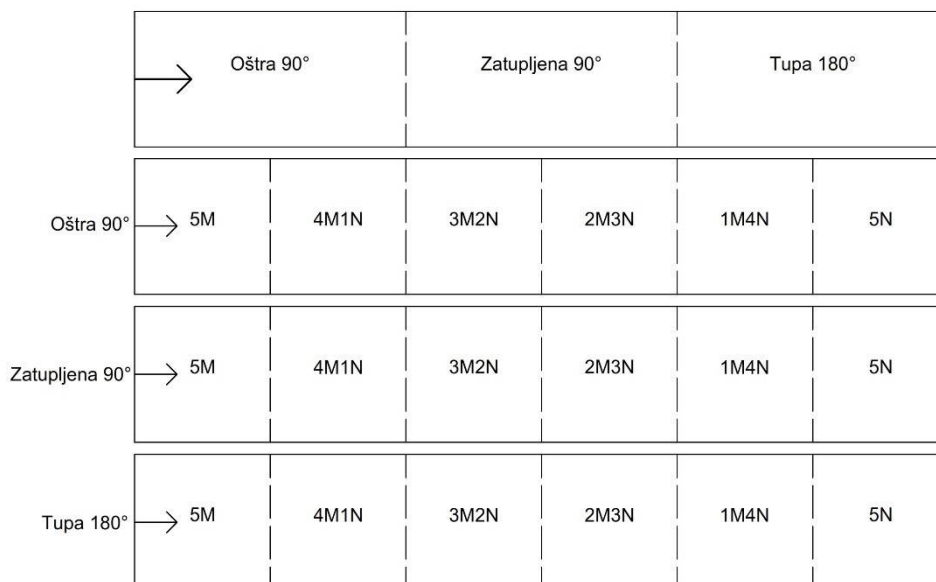 Oštra 90° Zatupljena 90° Tupa 180°
Oštra 90° 5M 4M1N 3M2N 2M3N 1M4N 5N
Zatupljena 90° 5M 4M1N 3M2N 2M3N 1M4N 5N
Tupa 180° 5M 4M1N 3M2N 2M3N 1M4N 5N